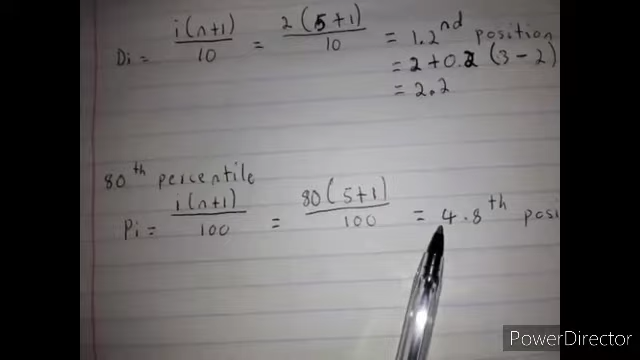 Di = i(n+1)/10 = 2(5+1)/10 = 1.2nd position
= 2 + 0.2 (3 - 2)
= 2.2
80th percentile
Pi = i(n+1)/100 = 80(5+1)/100 = 4.8th posi
PowerDirector